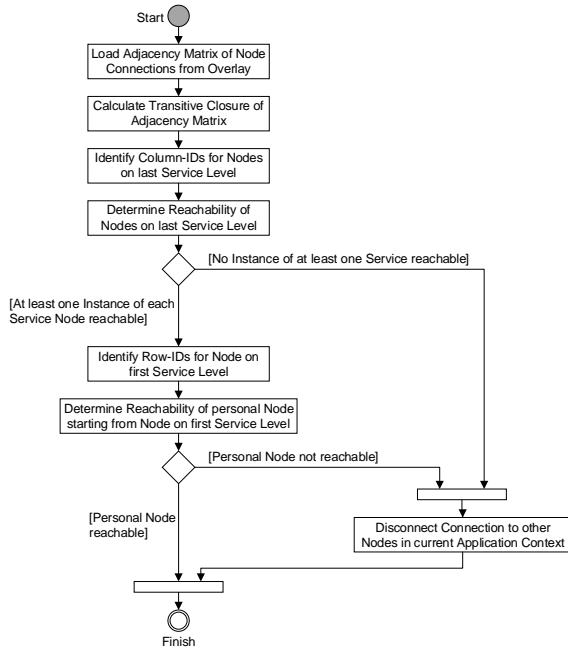 Start
Load Adjacency Matrix of Node
Connections from Overlay
Calculate Transitive Closure of
Adjacency Matrix
Identify Column-IDs for Nodes
on last Service Level
Determine Reachability of
Nodes on last Service Level
[No Instance of at least one Service reachable]
[At least one Instance of each
Service Node reachable]
Identify Row-IDs for Node on
first Service Level
Determine Reachability of personal Node
starting from Node on first Service Level
[Personal Node not reachable]
[Personal Node
reachable]
Disconnect Connection to other
Nodes in current Application Context
Finish